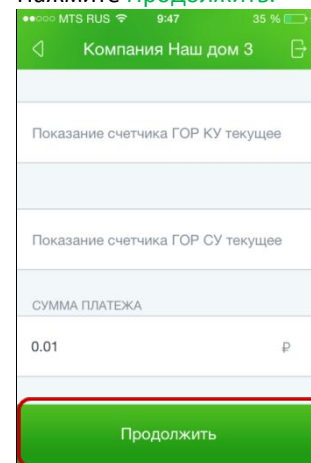 Нажмите Продолжить.
MTS RUS 9:47 35 %
Компания Наш дом 3
Показание счетчика ГОР КУ текущее
Показание счетчика ГОР СУ текущее
СУММА ПЛАТЕЖА
0.01 ₽
Продолжить